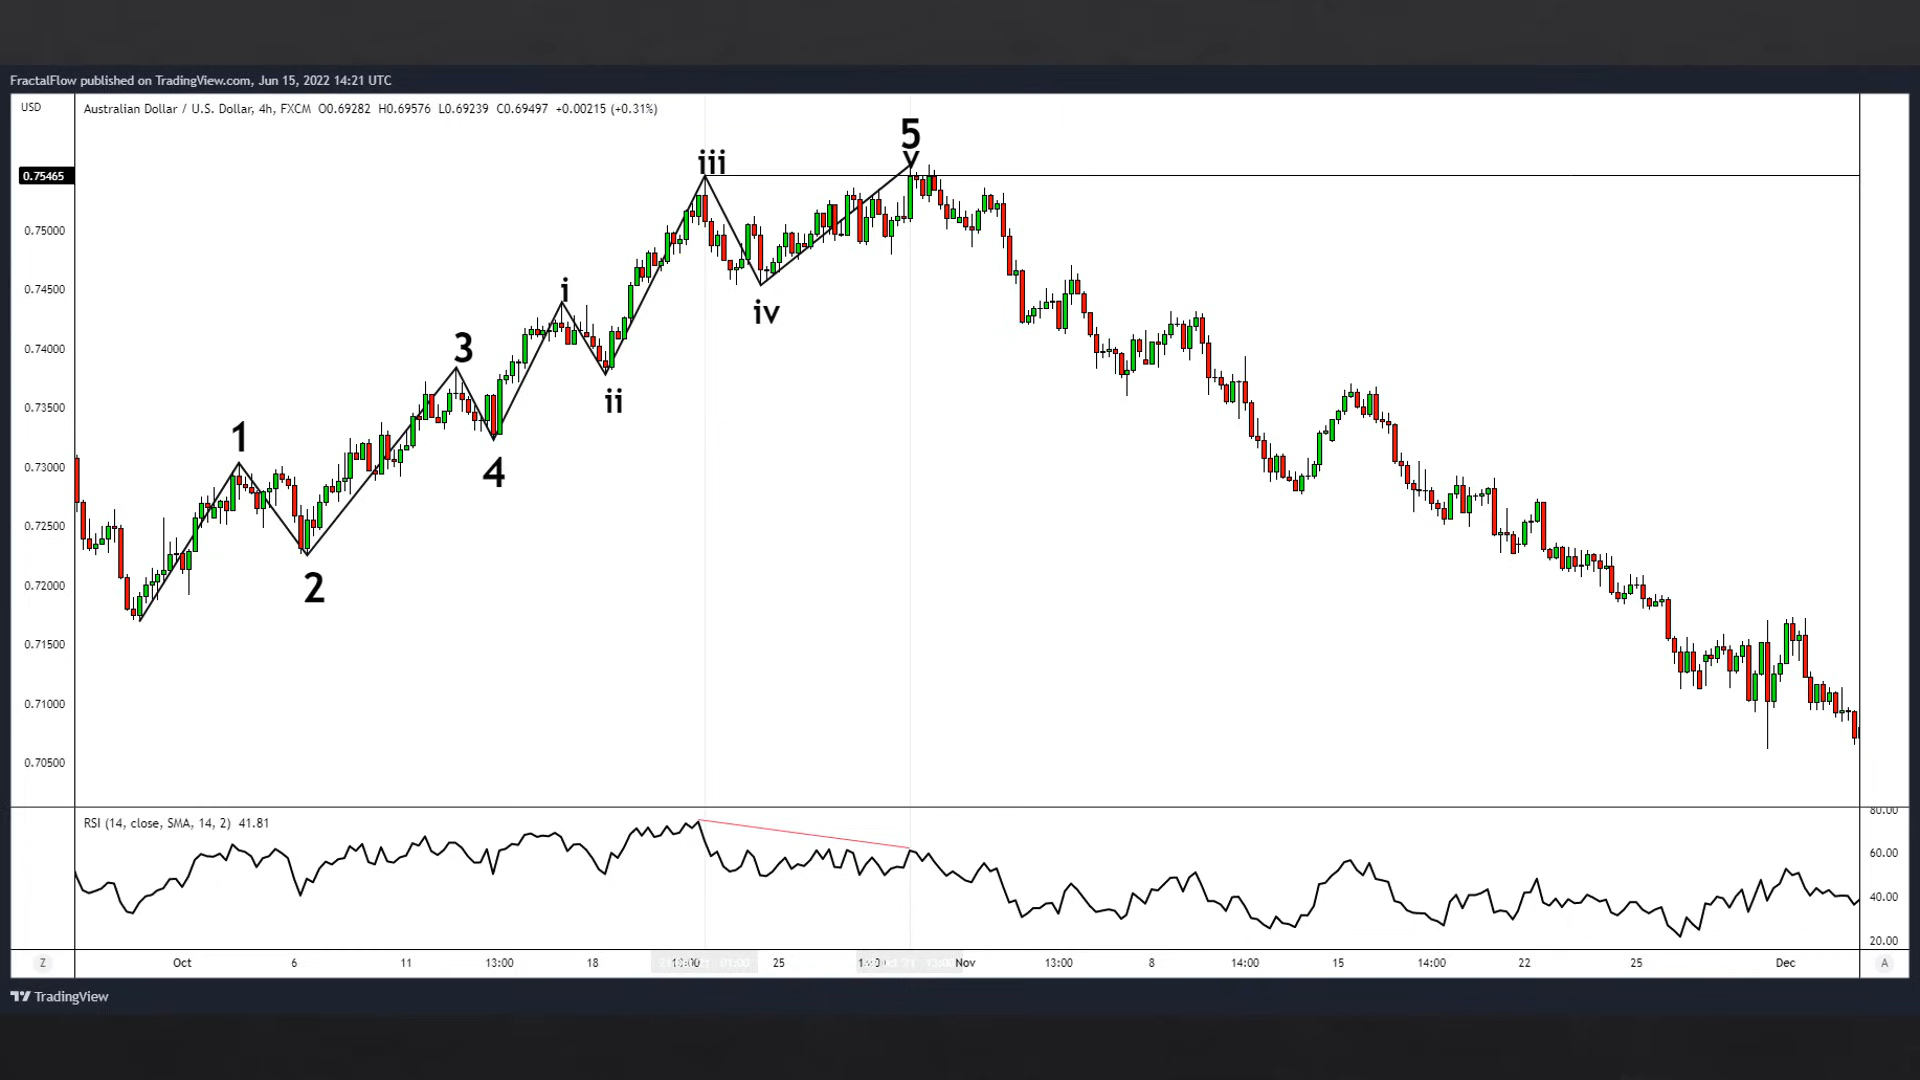 FractalFlow published on TradingView.com, Jun 15, 2022 14:21 UTC
USD
Australian Dollar / U.S. Dollar, 4h, FXCM O0.69282 H0.69576 L0.69239 C0.69497 +0.00215 (+0.31%)
5
v
iii
0.75465
0.75000
i
0.74500
iv
3
0.74000
ii
0.73500
1
4
0.73000
0.72500
2
0.72000
0.71500
0.71000
0.70500
RSI (14, close, SMA, 14, 2) 41.81
80.00
60.00
40.00
20.00
Z Oct 6 11 13:00 18 25 Nov 13:00 8 14:00 15 14:00 22 25 Dec A
TradingView